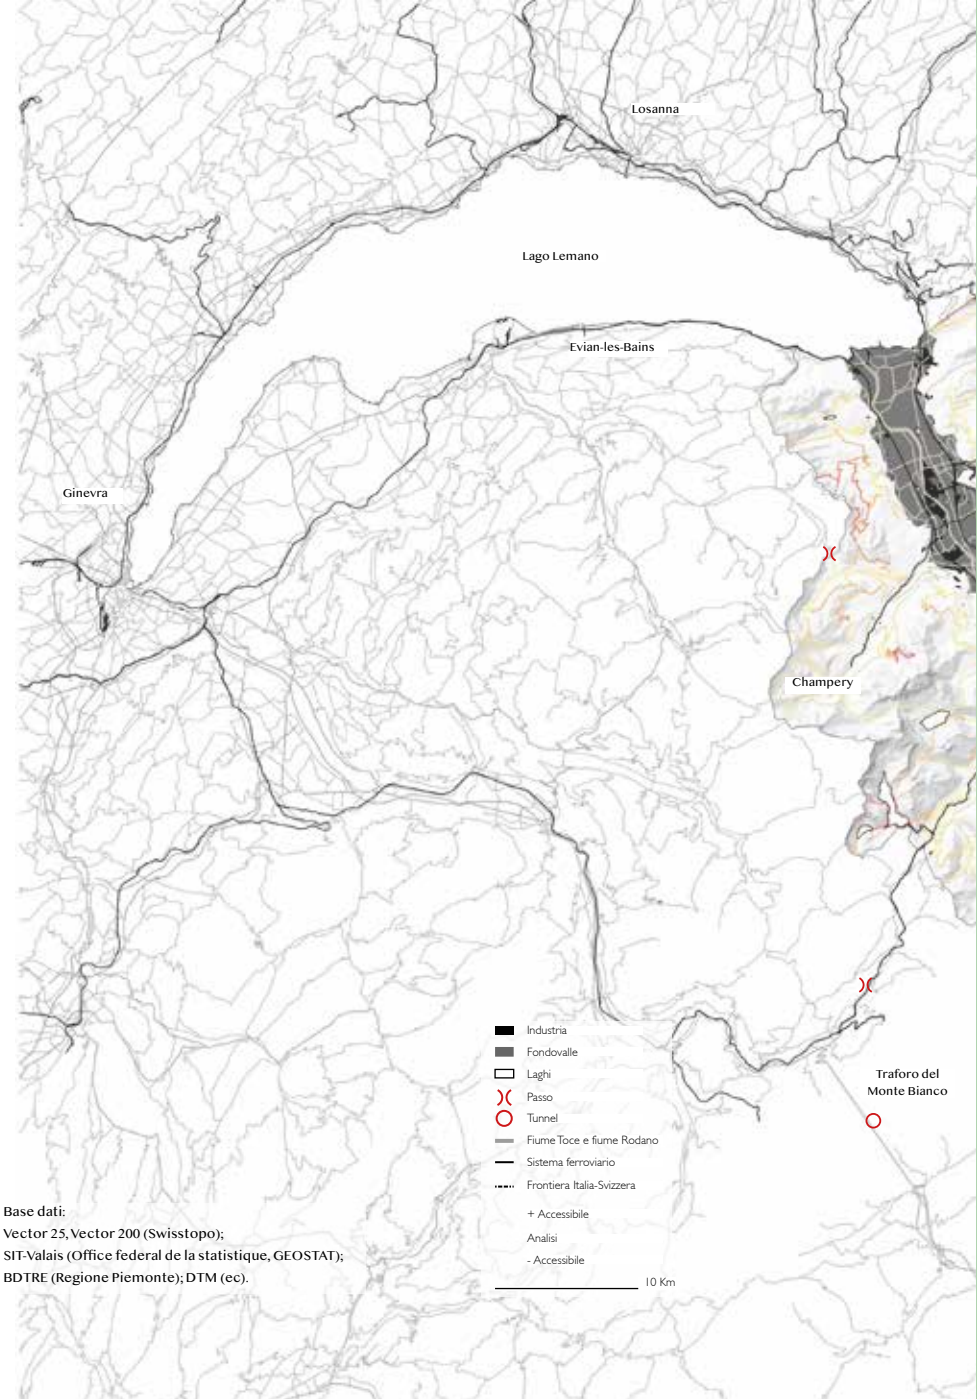 Losanna
Lago Lemano
Evian-les-Bains
Ginevra
Champery
Traforo del
Monte Bianco
Industria
Fondovalle
Laghi
Passo
Tunnel
Fiume Toce e fiume Rodano
Sistema ferroviario
Frontiera Italia-Svizzera
+ Accessibile
Analisi
- Accessibile
10 Km
Base dati:
Vector 25, Vector 200 (Swisstopo);
SIT-Valais (Office federal de la statistique, GEOSTAT);
BDTRE (Regione Piemonte); DTM (ec).